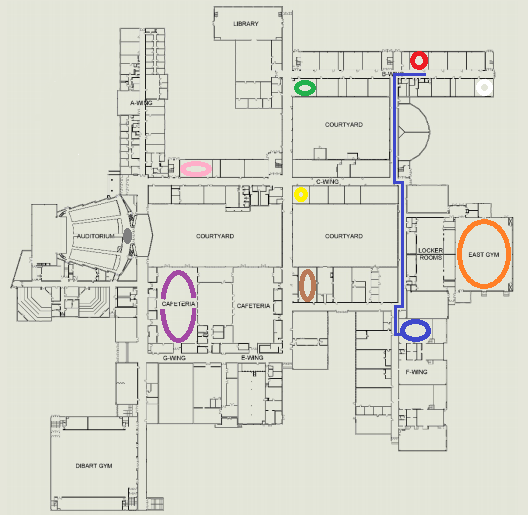 LIBRARY
B-WING
A-WING
COURTYARD
C-WING
AUDITORIUM
COURTYARD
COURTYARD
LOCKER
ROOMS
EAST GYM
CAFETERIA
CAFETERIA
G-WING
E-WING
F-WING
DIBART GYM